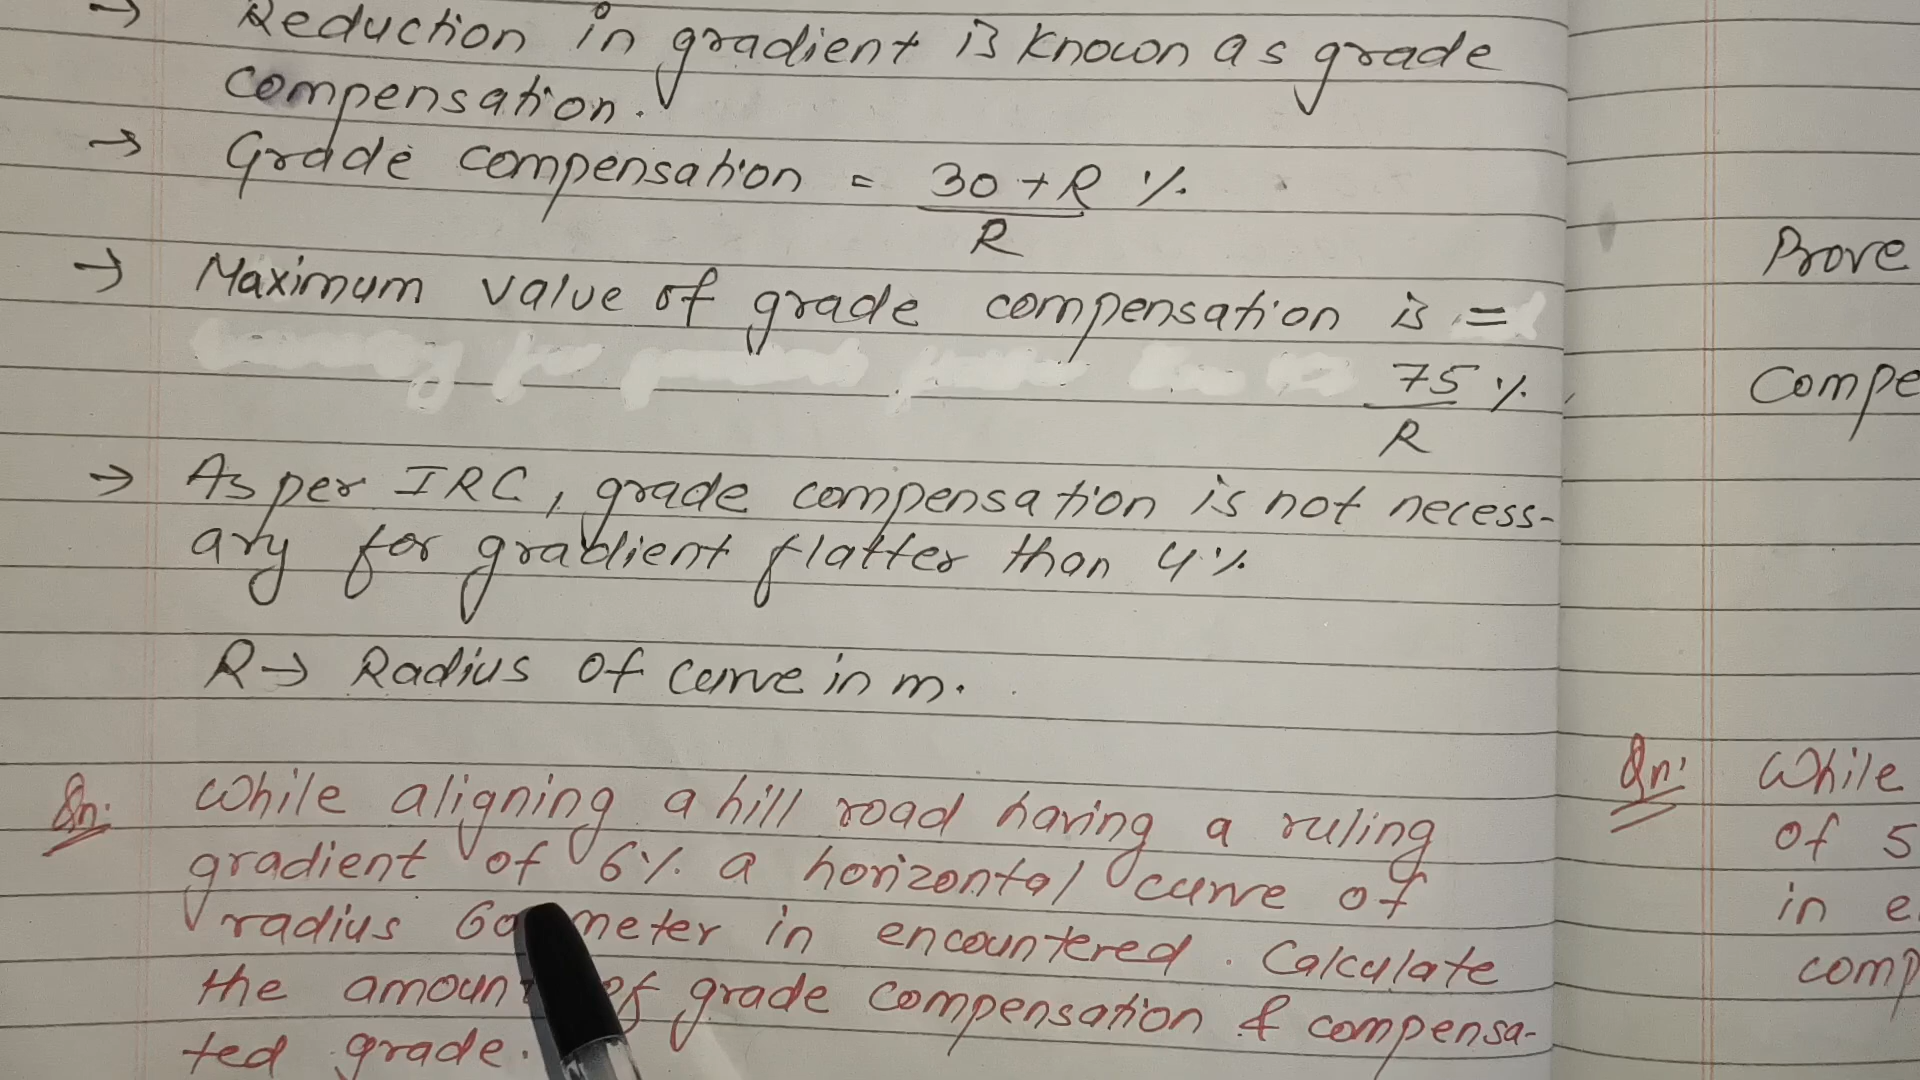 → Reduction in gradient is known as grade
compensation.
→ Grade compensation = 30 + R %
R
→ Maximum value of grade compensation is =
75 %
R
→ As per IRC, grade compensation is not necess-
ary for gradient flatter than 4%
R → Radius of curve in m.
Qn: While aligning a hill road having a ruling
gradient of 6% a horizontal curve of
radius 60 meter in encountered. Calculate
the amount of grade compensation & compensa-
ted grade.
Prove
Compe
Qn: While
of 5
in e
comp